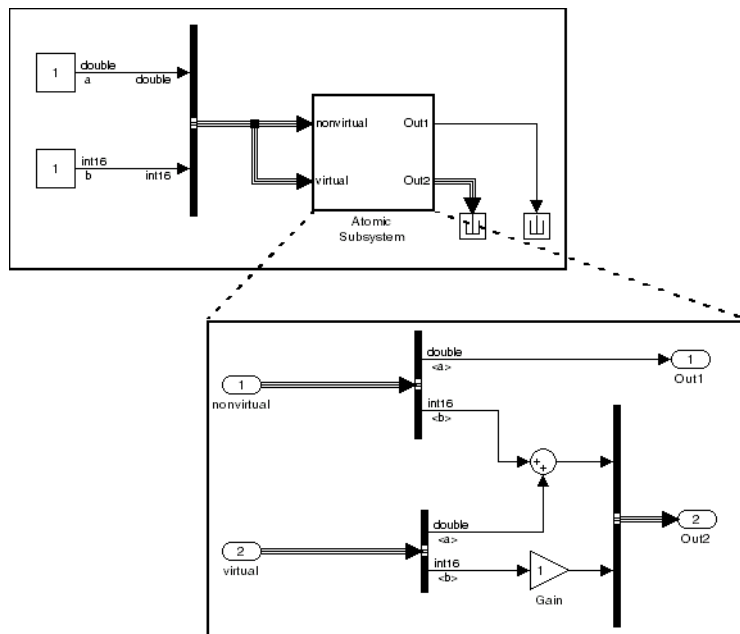 1
double
a
double
1
int16
b
int16
nonvirtual
Out1
virtual
Out2
Atomic
Subsystem
1
nonvirtual
double
<a>
int16
<b>
1
Out1
+
+
2
virtual
double
<a>
int16
<b>
1
Gain
2
Out2